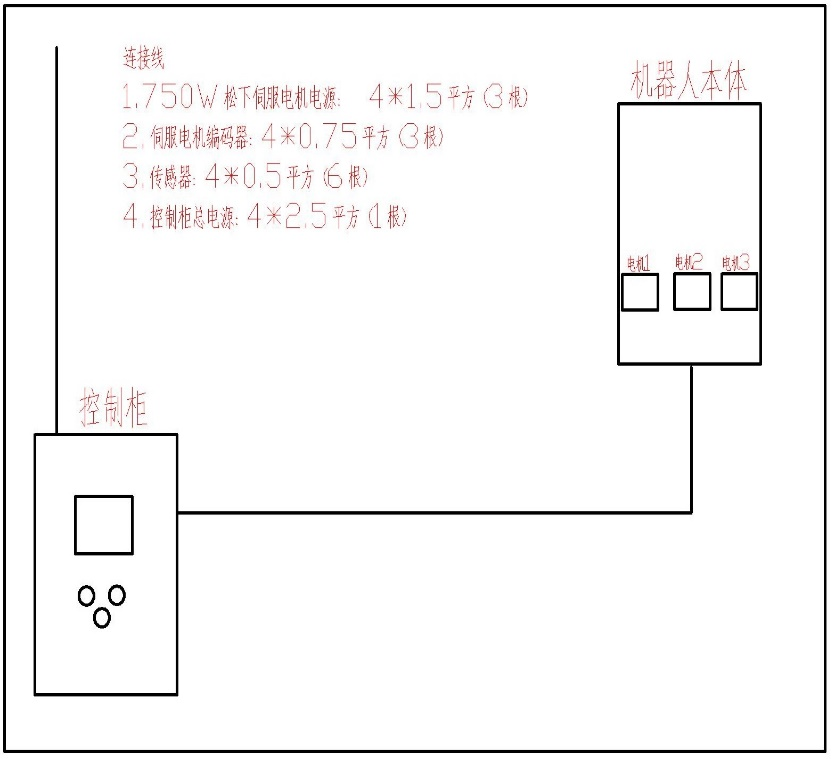 连接线
1.750W 松下伺服电机电源: 4*1.5平方(3根)
2.伺服电机编码器:4*0.75平方(3根)
3.传感器:4*0.5平方(6根)
4.控制柜总电源:4*2.5平方(1根)
机器人本体
电机1 电机2 电机3
控制柜